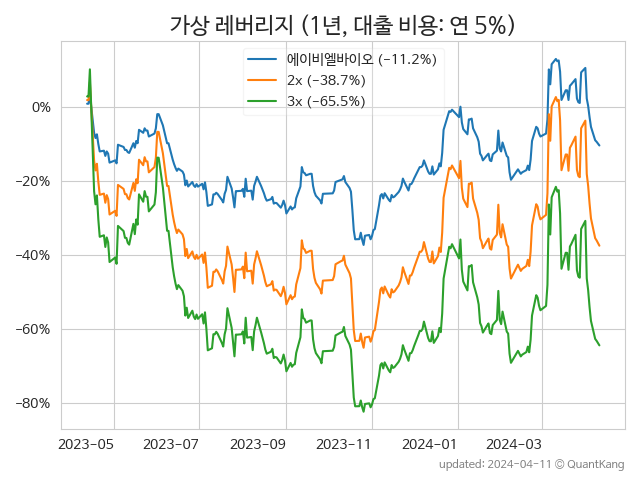 가상 레버리지 (1년, 대출 비용: 연 5%)
에이비엘바이오 (−11.2%)
2x (−38.7%)
3x (−65.5%)
0%
−20%
−40%
−60%
−80%
2023−05 2023−07 2023−09 2023−11 2024−01 2024−03
updated: 2024−04−11 © QuantKang